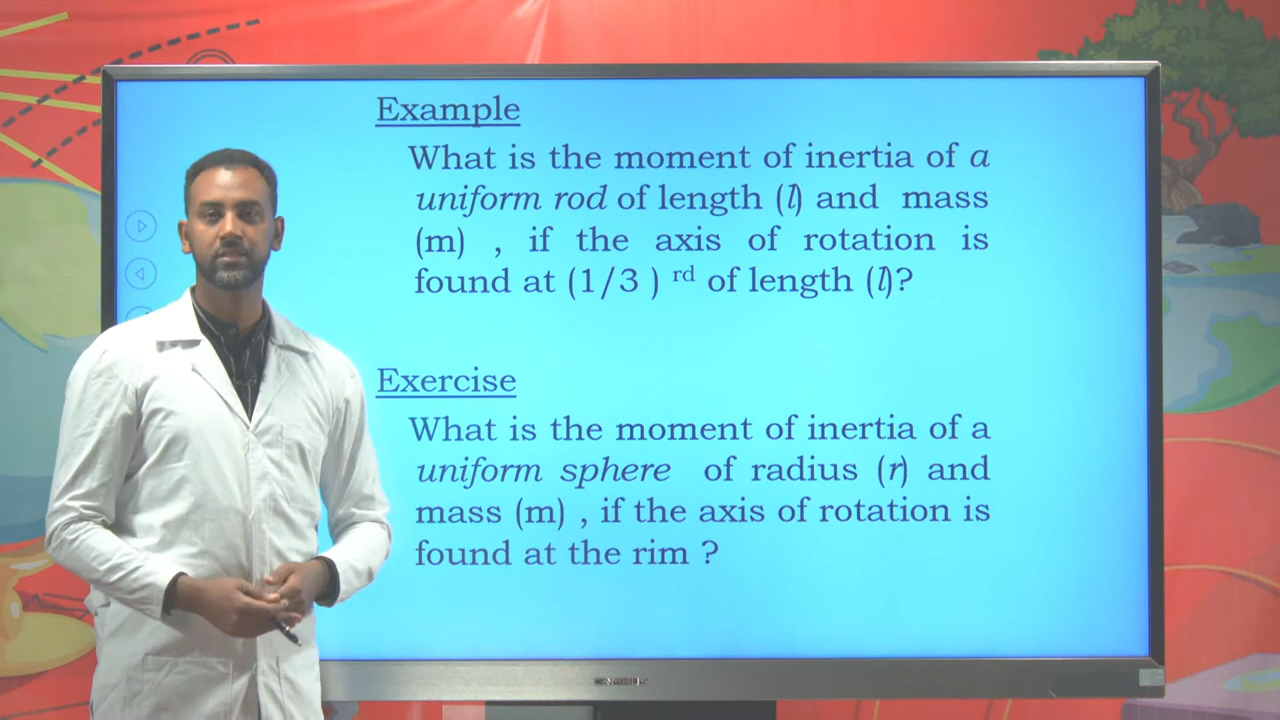 Example
What is the moment of inertia of a
uniform rod of length (l) and mass
(m) , if the axis of rotation is
found at (1/3 ) rd of length (l)?
Exercise
What is the moment of inertia of a
uniform sphere of radius (r) and
mass (m) , if the axis of rotation is
found at the rim ?